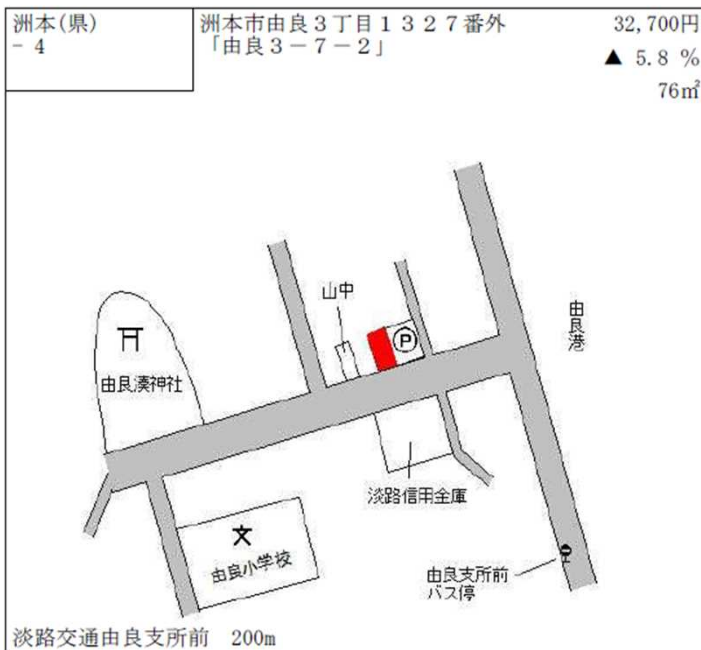 洲本(県)
- 4
洲本市由良３丁目１３２７番外
「由良３－７－２」
32,700円
▲ 5.8 %
76㎡
山中
P
由良港
由良湊神社
淡路信用金庫
文
由良小学校
由良支所前
バス停
淡路交通由良支所前 200m